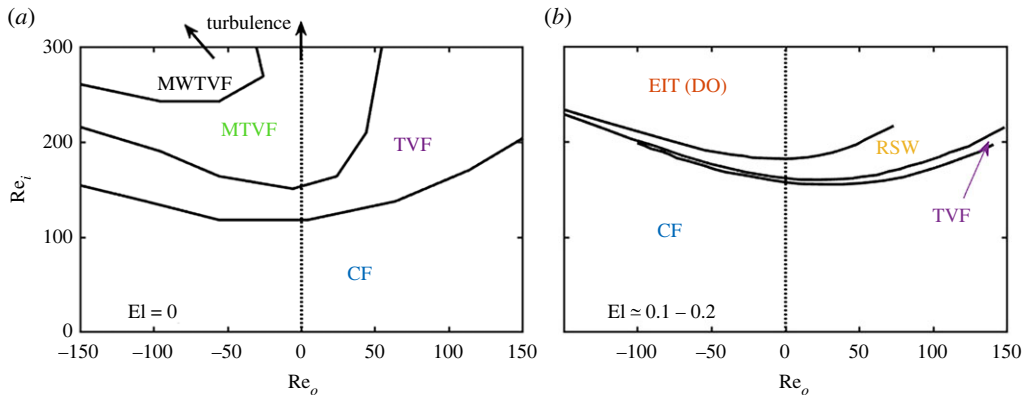 (a)
turbulence
(b)
300
200
100
0
Re_i
MWTVF
MTVF
TVF
CF
El = 0
–150
–100
–50
0
50
100
150
Re_o
EIT (DO)
RSW
TVF
CF
El ≃ 0.1 – 0.2
–100
–50
0
50
100
150
Re_o